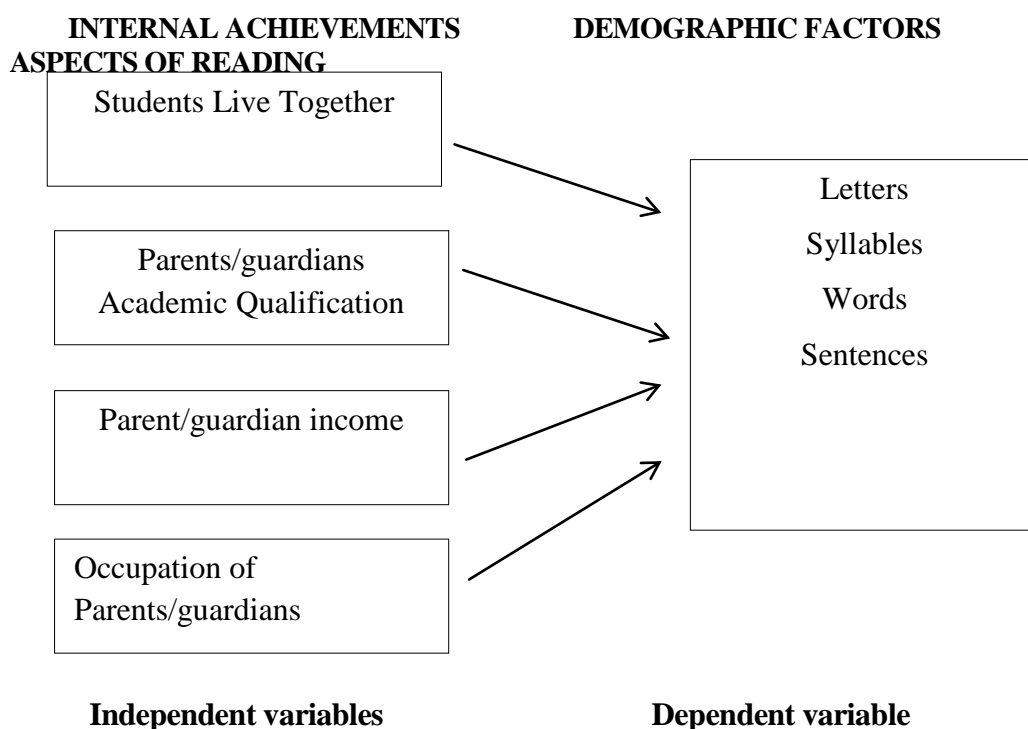 INTERNAL ACHIEVEMENTS DEMOGRAPHIC FACTORS
ASPECTS OF READING
Students Live Together
Parents/guardians
Academic Qualification
Parent/guardian income
Occupation of
Parents/guardians
Letters
Syllables
Words
Sentences
Independent variables Dependent variable